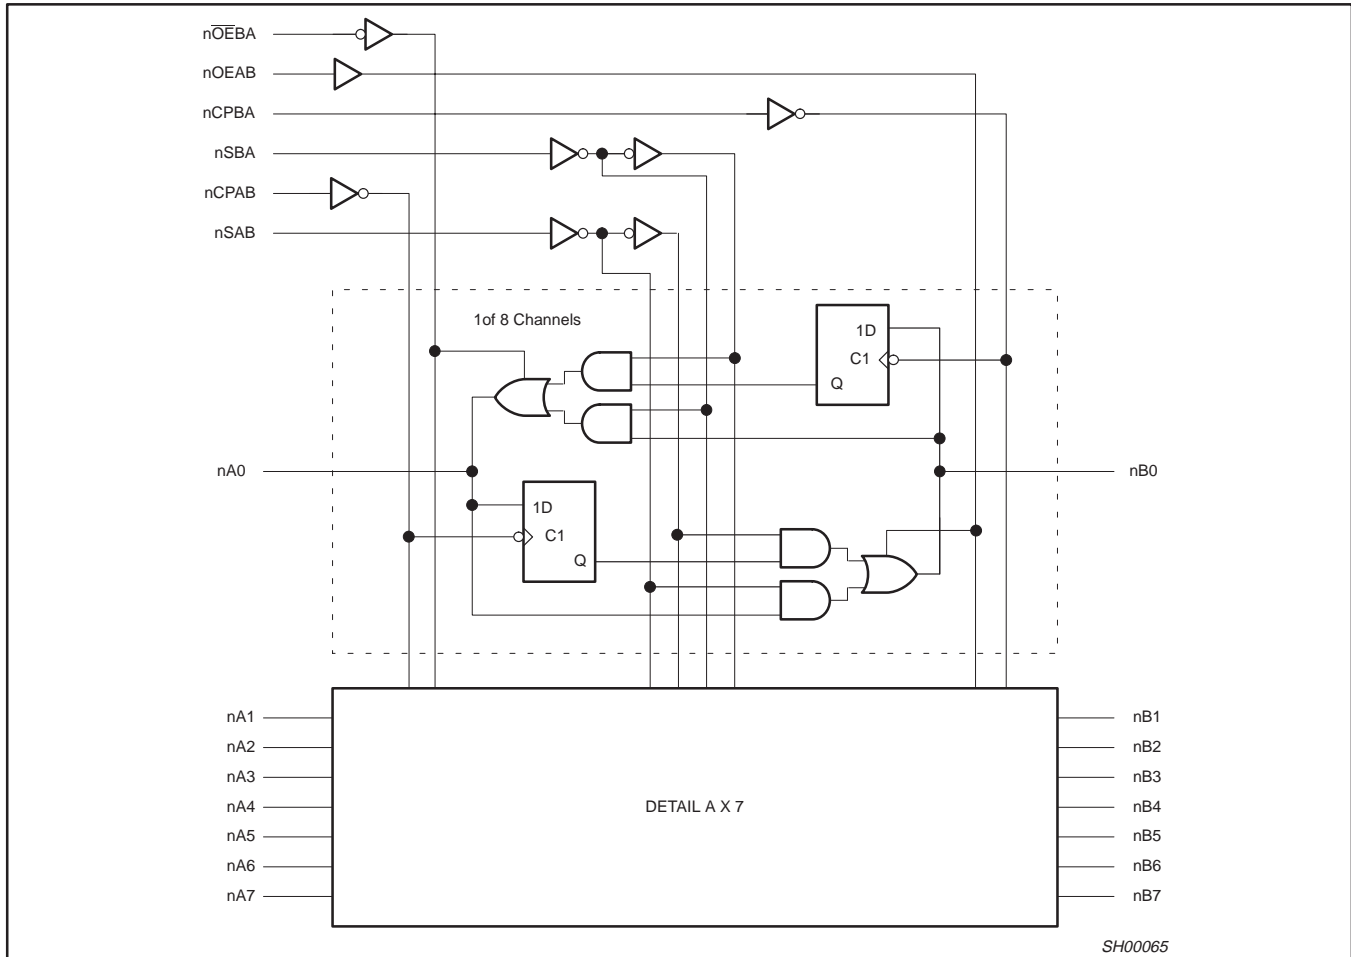 nOEBA
nOEAB
nCPBA
nSBA
nCPAB
nSAB
1of 8 Channels
1D
C1
Q
nA0
nB0
1D
C1
Q
nA1
nB1
nA2
nB2
nA3
nB3
nA4
DETAIL A X 7
nB4
nA5
nB5
nA6
nB6
nA7
nB7
SH00065